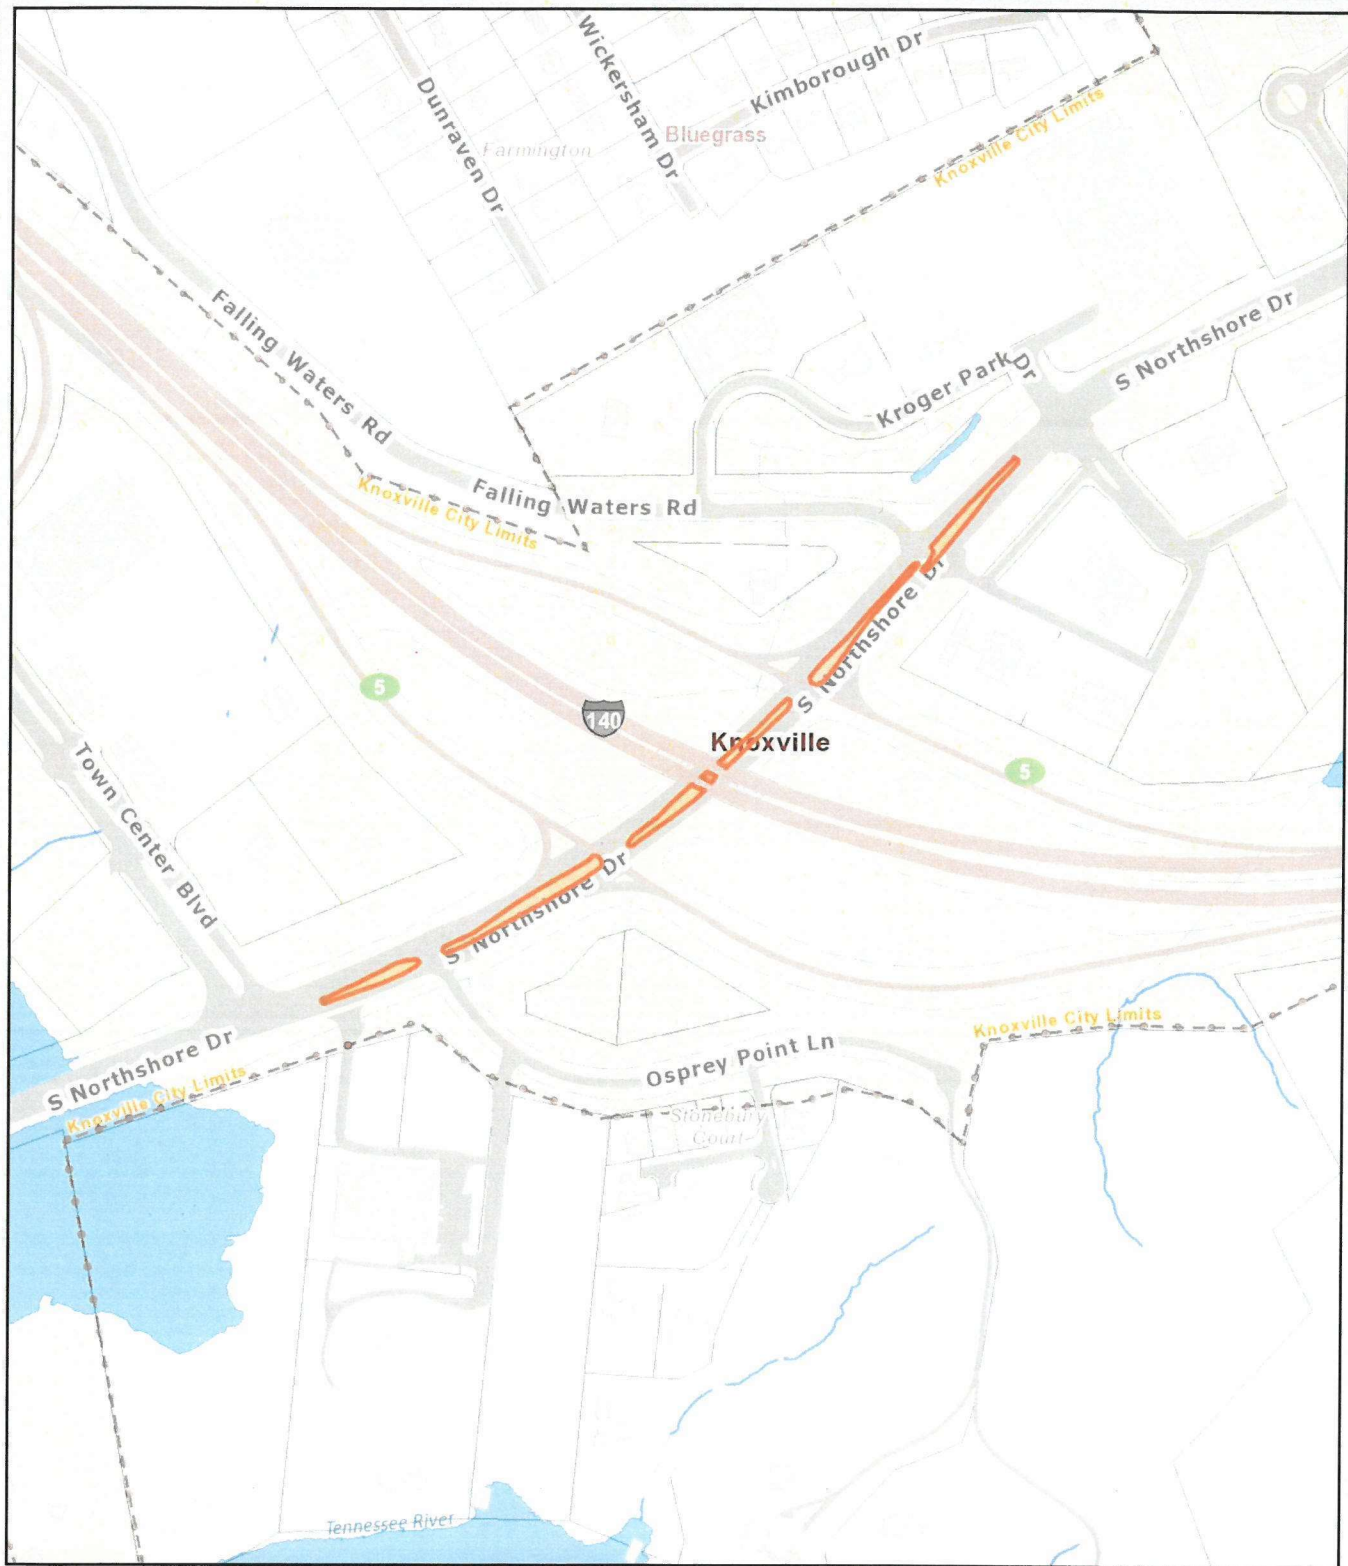 Wickersham Dr
Kimborough Dr
Dunraven Dr
Farmington
Bluegrass
Knoxville City Limits
Falling Waters Rd
S Northshore Dr
Kroger Park Dr
Knoxville City Limits
Falling Waters Rd
S Northshore Dr
5
140
Knoxville
5
Town Center Blvd
S Northshore Dr
Knoxville City Limits
S Northshore Dr
Osprey Point Ln
Knoxville City Limits
Stonebury
Court
Tennessee River